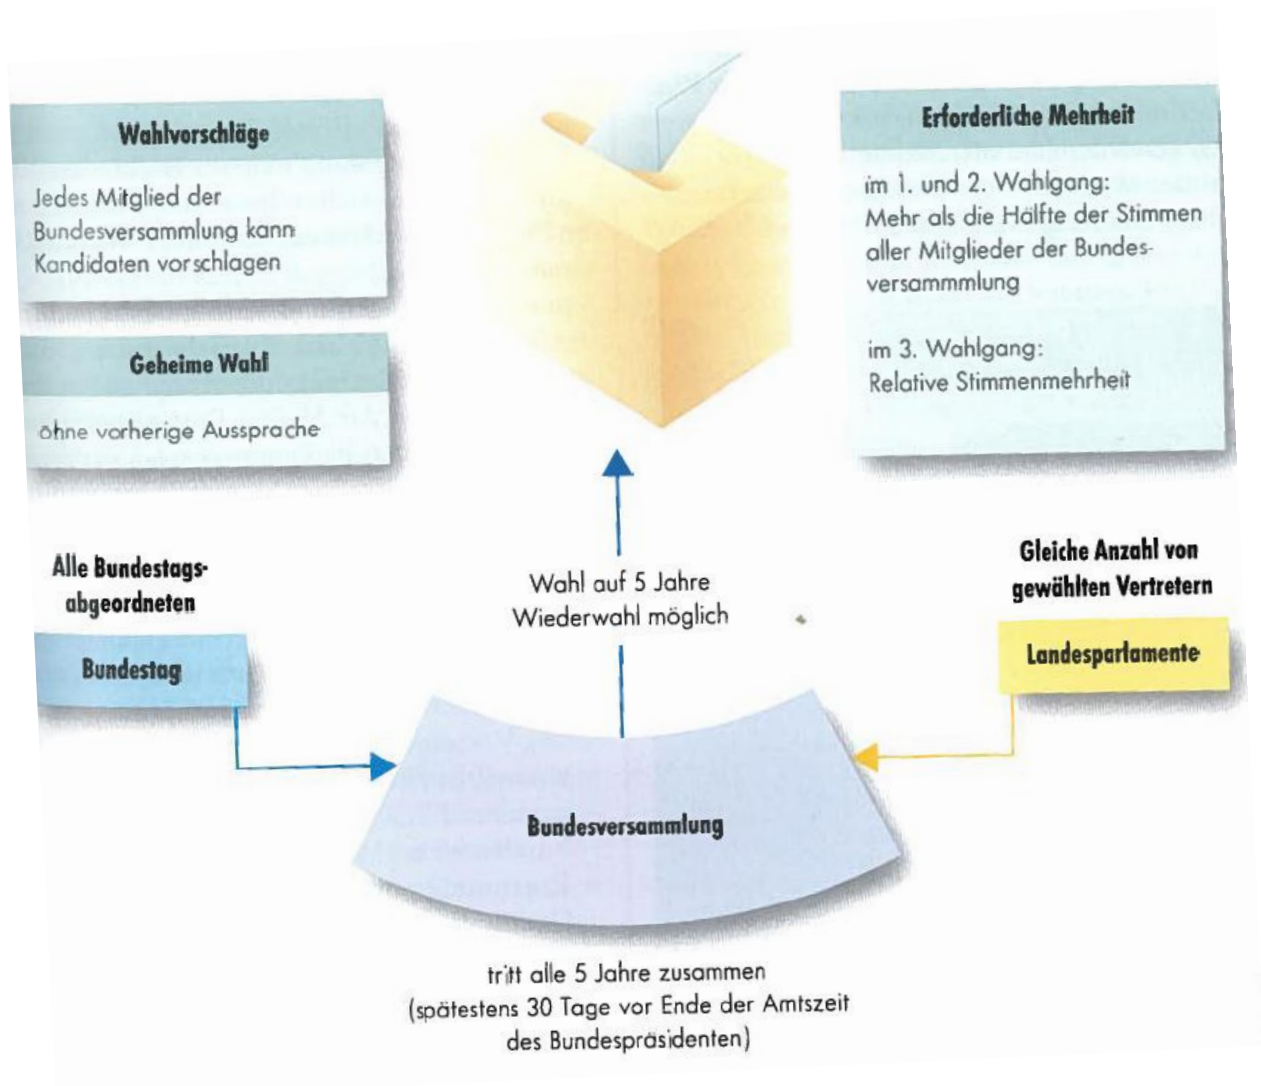 Wahlvorschläge
Jedes Mitglied der
Bundesversammlung kann
Kandidaten vorschlagen
Geheime Wahl
ohne vorherige Aussprache
Erforderliche Mehrheit
im 1. und 2. Wahlgang:
Mehr als die Hälfte der Stimmen
aller Mitglieder der Bundes-
versammmlung
im 3. Wahlgang:
Relative Stimmenmehrheit
Alle Bundestags-
abgeordneten
Bundestag
Wahl auf 5 Jahre
Wiederwahl möglich
Gleiche Anzahl von
gewählten Vertretern
Landesparlamente
Bundesversammlung
tritt alle 5 Jahre zusammen
(spätestens 30 Tage vor Ende der Amtszeit
des Bundespräsidenten)